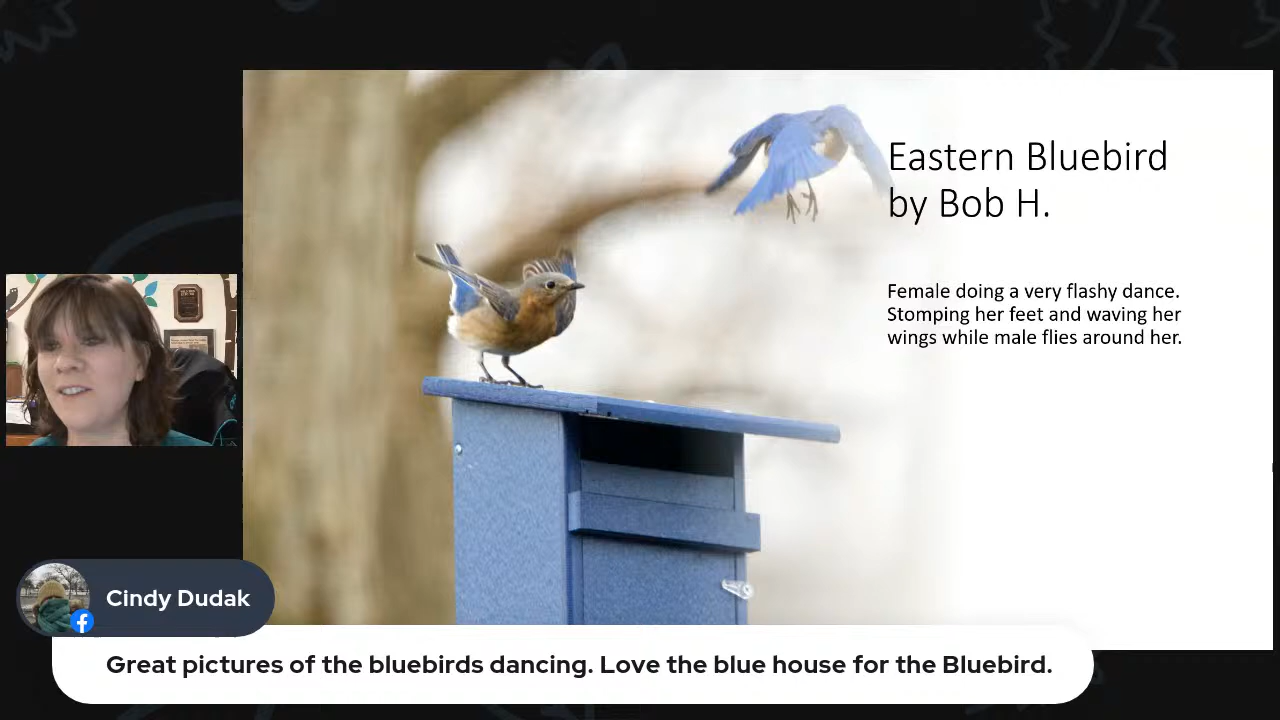 Eastern Bluebird
by Bob H.
Female doing a very flashy dance.
Stomping her feet and waving her
wings while male flies around her.
Cindy Dudak
Great pictures of the bluebirds dancing. Love the blue house for the Bluebird.